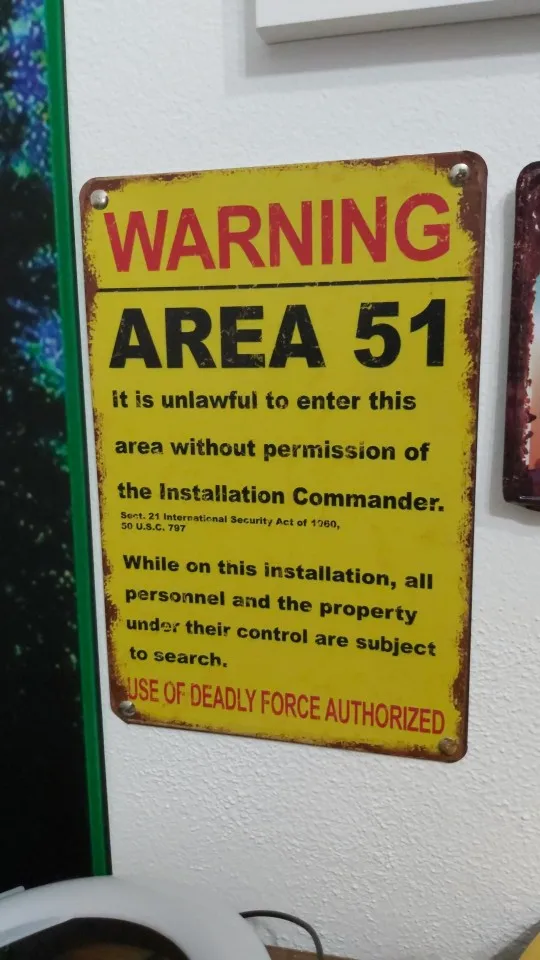 WARNING
AREA 51
It is unlawful to enter this
area without permission of
the Installation Commander.
Sect. 21 International Security Act of 1960,
50 U.S.C. 797
While on this installation, all
personnel and the property
under their control are subject
to search.
USE OF DEADLY FORCE AUTHORIZED